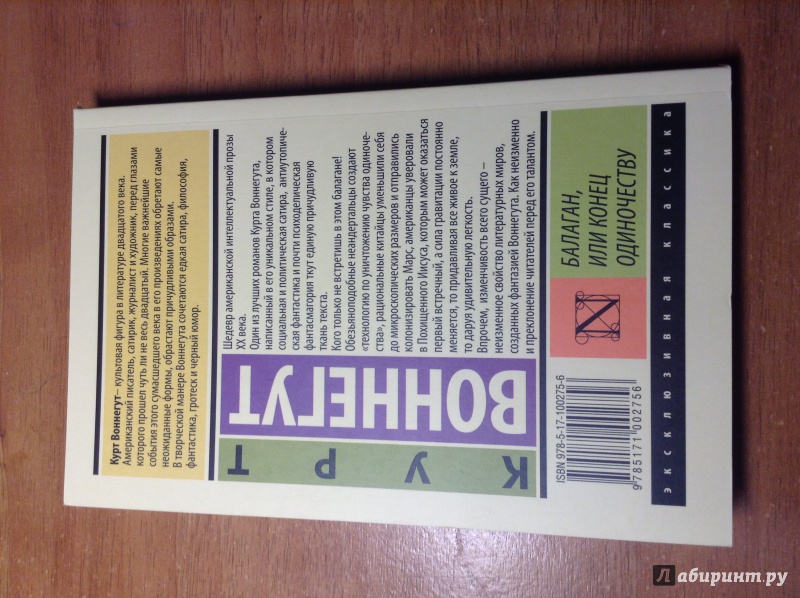 Курт Воннегут – культовая фигура в литературе двадцатого века.
Американский писатель, сатирик, журналист и художник, перед глазами
которого прошел чуть ли не весь двадцатый. Многие важнейшие
события этого сумасшедшего века в его произведениях обретают самые
неожиданные формы, обрастают причудливыми образами.
В творческой манере Воннегута сочетаются едкая сатира, философия,
фантастика, гротеск и черный юмор.
КУРТ
ВОННЕГУТ
Шедевр американской интеллектуальной прозы
XX века.
Один из лучших романов Курта Воннегута,
написанный в его уникальном стиле, в котором
социальная и политическая сатира, антиутопиче-
ская фантастика и почти психоделическая
фантасмагория ткут единую причудливую
ткань текста.
Кого только не встретишь в этом балагане!
Обезьяноподобные неандертальцы создают
«технологию по уничтожению чувства одиноче-
ства», рациональные китайцы уменьшили себя
до микроскопических размеров и отправились
колонизировать Марс, американцы уверовали
в Похищенного Иисуса, которым может оказаться
первый встречный, а сила гравитации постоянно
меняется, то придавливая все живое к земле,
то даруя удивительную легкость.
Впрочем, изменчивость всего сущего –
неизменное свойство литературных миров,
созданных фантазией Воннегута. Как неизменно
и преклонение читателей перед его талантом.
БАЛАГАН,
ИЛИ КОНЕЦ
ОДИНОЧЕСТВУ
N
ISBN 978-5-17-100275-6
9 785171 002756
эксклюзивная классика
Лабиринт.ру